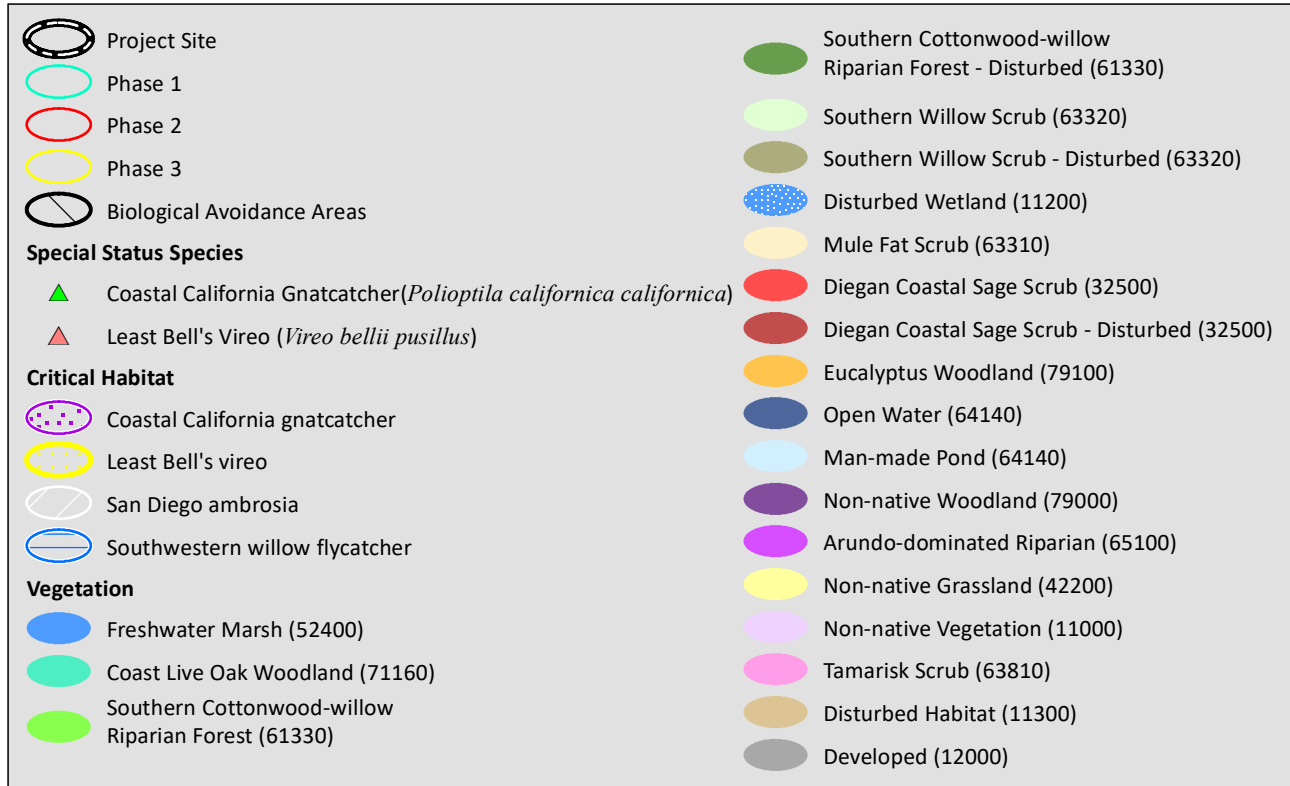 Project Site
Phase 1
Phase 2
Phase 3
Biological Avoidance Areas
Special Status Species
Coastal California Gnatcatcher(Polioptila californica californica)
Least Bell's Vireo (Vireo bellii pusillus)
Critical Habitat
Coastal California gnatcatcher
Least Bell's vireo
San Diego ambrosia
Southwestern willow flycatcher
Vegetation
Freshwater Marsh (52400)
Coast Live Oak Woodland (71160)
Southern Cottonwood-willow
Riparian Forest (61330)
Southern Cottonwood-willow
Riparian Forest - Disturbed (61330)
Southern Willow Scrub (63320)
Southern Willow Scrub - Disturbed (63320)
Disturbed Wetland (11200)
Mule Fat Scrub (63310)
Diegan Coastal Sage Scrub (32500)
Diegan Coastal Sage Scrub - Disturbed (32500)
Eucalyptus Woodland (79100)
Open Water (64140)
Man-made Pond (64140)
Non-native Woodland (79000)
Arundo-dominated Riparian (65100)
Non-native Grassland (42200)
Non-native Vegetation (11000)
Tamarisk Scrub (63810)
Disturbed Habitat (11300)
Developed (12000)